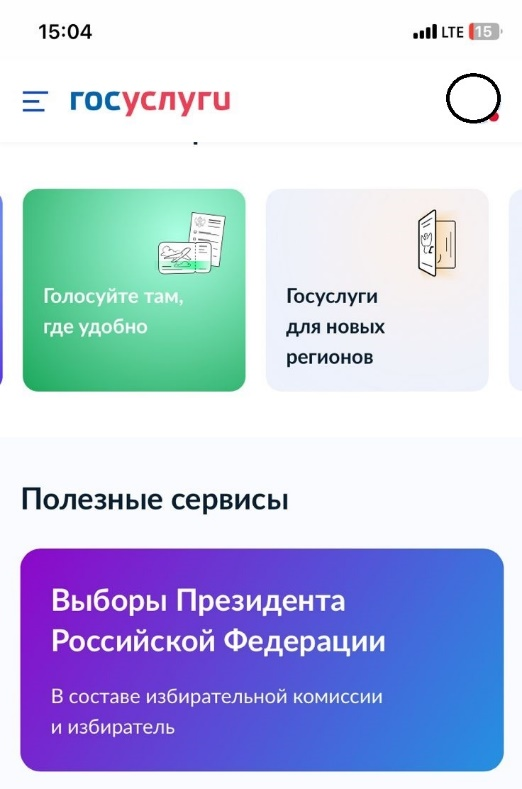 15:04 LTE 15
госуслуги
Голосуйте там,
где удобно
Госуслуги
для новых
регионов
Полезные сервисы
Выборы Президента
Российской Федерации
В составе избирательной комиссии
и избиратель